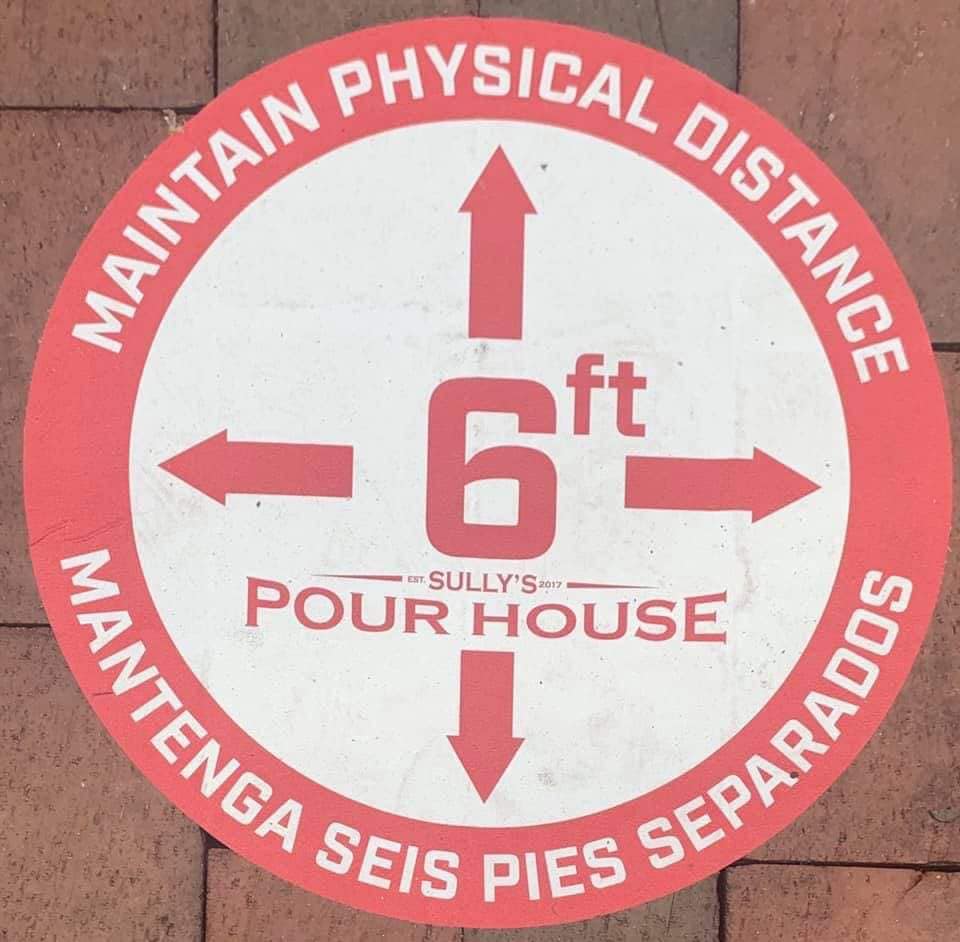 MAINTAIN PHYSICAL DISTANCE
6ft
EST. SULLY'S 2017
POUR HOUSE
MANTENGA SEIS PIES SEPARADOS